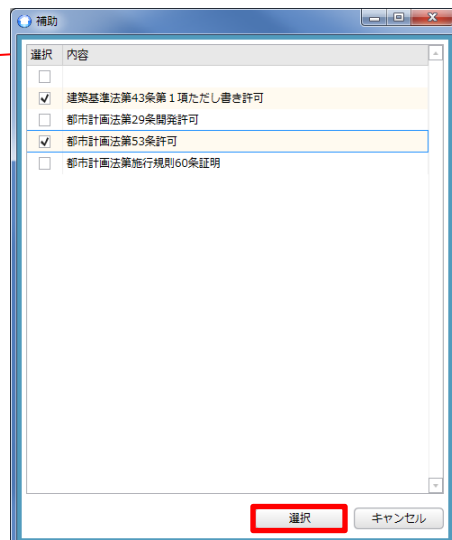 補助
選択 内容
建築基準法第43条第1項ただし書き許可
都市計画法第29条開発許可
都市計画法第53条許可
都市計画法第施行規則60条証明
選択 キャンセル